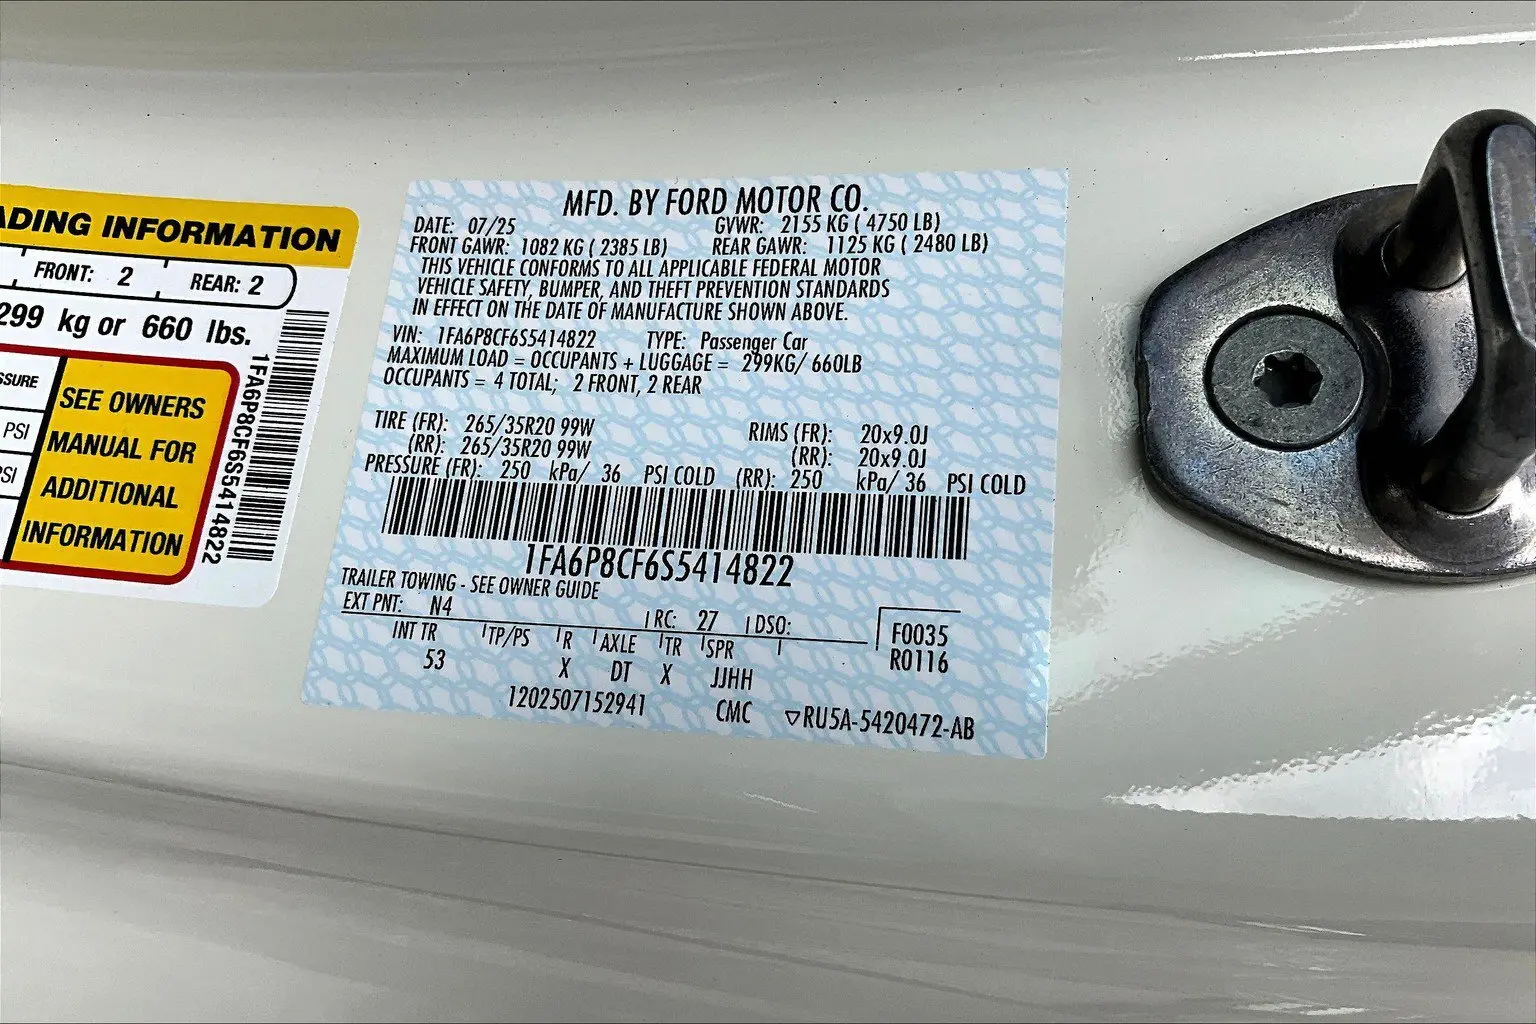 ADING INFORMATION
FRONT: 2 REAR: 2
299 kg or 660 lbs.
SSURE
PSI
SEE OWNERS
MANUAL FOR
ADDITIONAL
INFORMATION
1FA6P8CF6S5414822
MFD. BY FORD MOTOR CO.
DATE: 07/25 GVWR: 2155 KG ( 4750 LB)
FRONT GAWR: 1082 KG ( 2385 LB) REAR GAWR: 1125 KG ( 2480 LB)
THIS VEHICLE CONFORMS TO ALL APPLICABLE FEDERAL MOTOR
VEHICLE SAFETY, BUMPER, AND THEFT PREVENTION STANDARDS
IN EFFECT ON THE DATE OF MANUFACTURE SHOWN ABOVE.
VIN: 1FA6P8CF6S5414822 TYPE: Passenger Car
MAXIMUM LOAD = OCCUPANTS + LUGGAGE = 299KG/ 660LB
OCCUPANTS = 4 TOTAL; 2 FRONT, 2 REAR
TIRE (FR): 265/35R20 99W RIMS (FR): 20x9.0J
(RR): 265/35R20 99W (RR): 20x9.0J
PRESSURE (FR): 250 kPa/ 36 PSI COLD (RR): 250 kPa/ 36 PSI COLD
1FA6P8CF6S5414822
TRAILER TOWING - SEE OWNER GUIDE
EXT PNT: N4 RC: 27 DSO:
INT TR TP/PS R AXLE TR SPR
53 X DT X JJHH
F0035
R0116
1202507152941 CMC ▽RU5A-5420472-AB